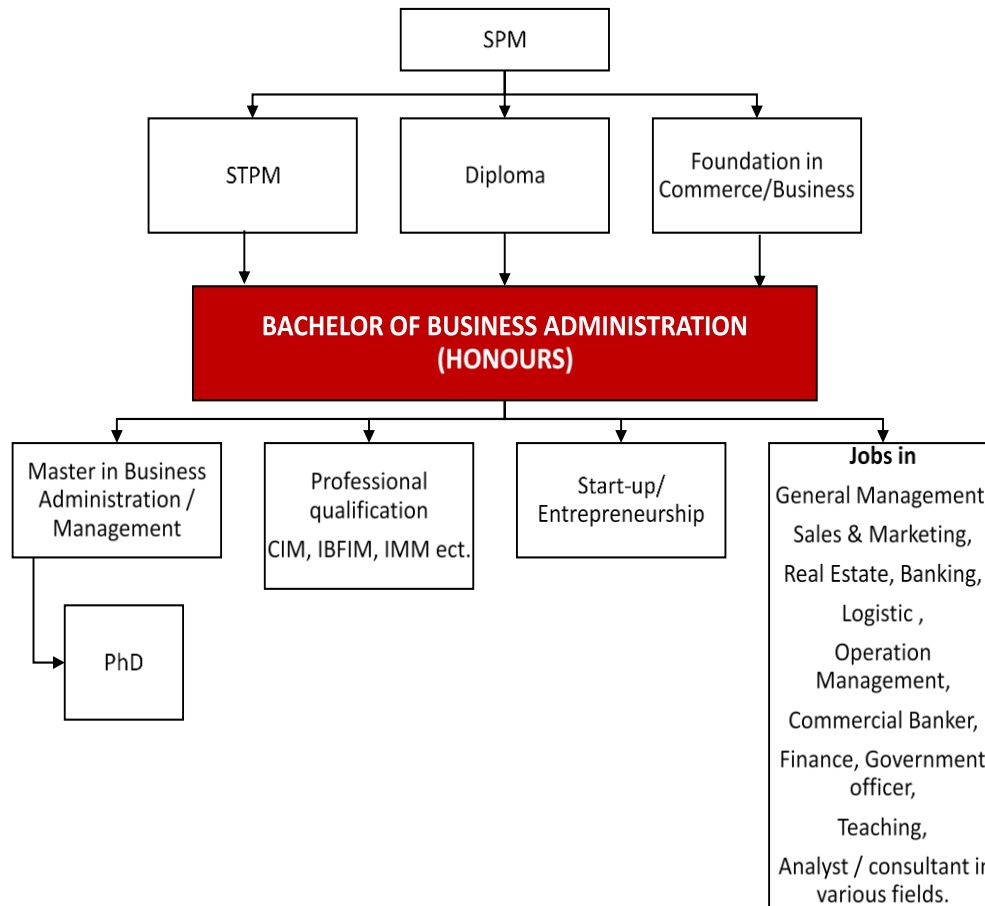 SPM
STPM
Diploma
Foundation in
Commerce/Business
BACHELOR OF BUSINESS ADMINISTRATION
(HONOURS)
Master in Business
Administration /
Management
Professional
qualification
CIM, IBFIM, IMM ect.
Start-up/
Entrepreneurship
Jobs in
General Management
Sales & Marketing,
Real Estate, Banking,
Logistic ,
Operation
Management,
Commercial Banker,
Finance, Government
officer,
Teaching,
Analyst / consultant in
various fields.
PhD